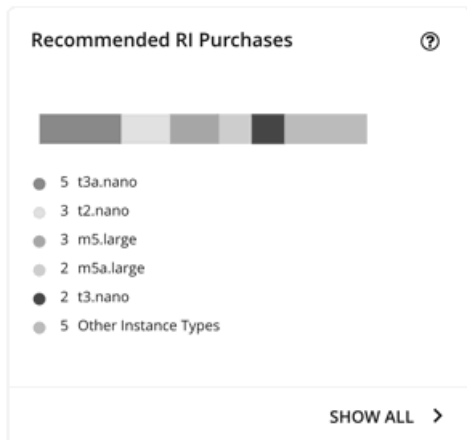 Recommended RI Purchases
5 t3a.nano
3 t2.nano
3 m5.large
2 m5a.large
2 t3.nano
5 Other Instance Types
SHOW ALL